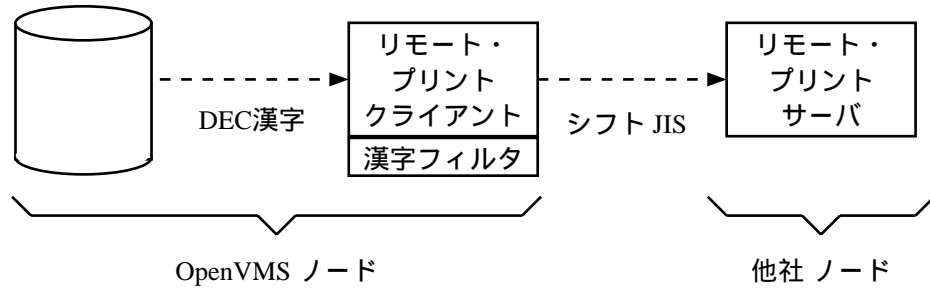 リモート・
プリント
クライアント
漢字フィルタ
DEC漢字
シフト JIS
リモート・
プリント
サーバ
OpenVMS ノード
他社 ノード